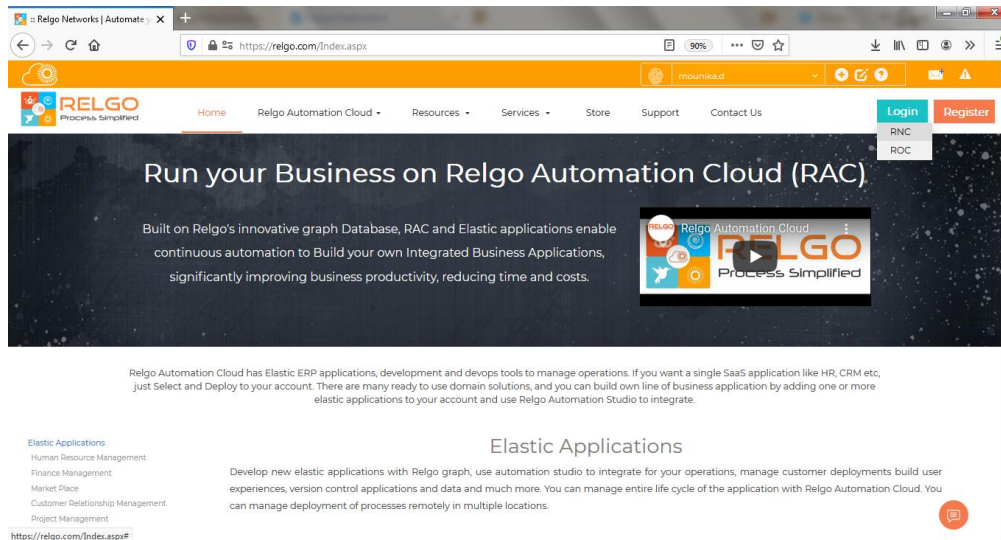 :: Relgo Networks | Automate y
https://relgo.com/Index.aspx
90%
mounika.d
RELGO
Process Simplified
Home
Relgo Automation Cloud
Resources
Services
Store
Support
Contact Us
Login
Register
RNC
ROC
Run your Business on Relgo Automation Cloud (RAC)
Built on Relgo's innovative graph Database, RAC and Elastic applications enable
continuous automation to Build your own Integrated Business Applications,
significantly improving business productivity, reducing time and costs.
RELGO
Relgo Automation Cloud
RELGO
Process Simplified
Relgo Automation Cloud has Elastic ERP applications, development and devops tools to manage operations. If you want a single SaaS application like HR, CRM etc,
just Select and Deploy to your account. There are many ready to use domain solutions, and you can build own line of business application by adding one or more
elastic applications to your account and use Relgo Automation Studio to integrate.
Elastic Applications
Human Resource Management
Finance Management
Market Place
Customer Relationship Management
Project Management
Elastic Applications
Develop new elastic applications with Relgo graph, use automation studio to integrate for your operations, manage customer deployments build user
experiences, version control applications and data and much more. You can manage entire life cycle of the application with Relgo Automation Cloud. You
can manage deployment of processes remotely in multiple locations.
https://relgo.com/Index.aspx#